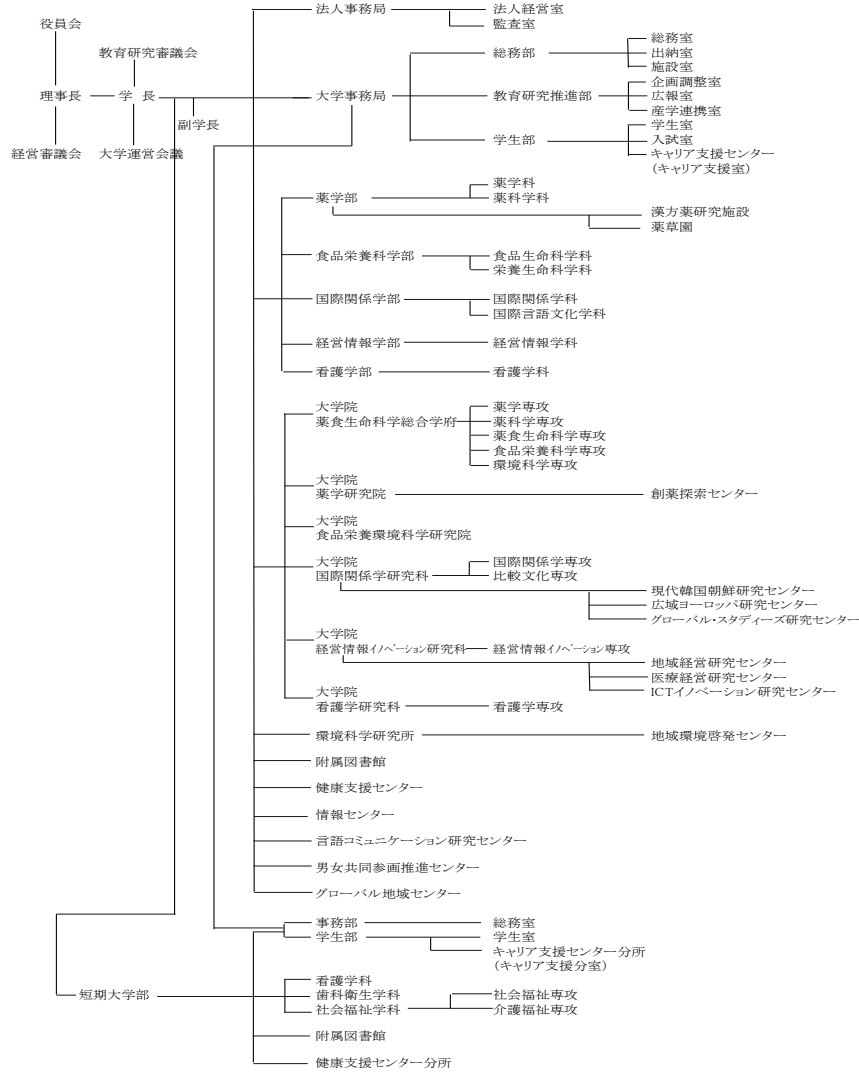 役員会
教育研究審議会
理事長
学 長
副学長
経営審議会
大学運営会議
法人事務局
法人経営室
監査室
大学事務局
総務部
総務室
出納室
施設室
教育研究推進部
企画調整室
広報室
産学連携室
学生部
学生室
入試室
キャリア支援センター
(キャリア支援室)
薬学部
薬学科
薬科学科
漢方薬研究施設
薬草園
食品栄養科学部
食品生命科学科
栄養生命科学科
国際関係学部
国際関係学科
国際言語文化学科
経営情報学部
経営情報学科
看護学部
看護学科
大学院
薬食生命科学総合学府
薬学専攻
薬科学専攻
薬食生命科学専攻
食品栄養科学専攻
環境科学専攻
大学院
薬学研究院
創薬探索センター
大学院
食品栄養環境科学研究院
大学院
国際関係学研究科
国際関係学専攻
比較文化専攻
現代韓国朝鮮研究センター
広域ヨーロッパ研究センター
グローバル・スタディーズ研究センター
大学院
経営情報イノベーション研究科
経営情報イノベーション専攻
地域経営研究センター
医療経営研究センター
ICTイノベーション研究センター
大学院
看護学研究科
看護学専攻
環境科学研究所
地域環境啓発センター
附属図書館
健康支援センター
情報センター
言語コミュニケーション研究センター
男女共同参画推進センター
グローバル地域センター
事務部
総務室
学生部
学生室
キャリア支援センター分所
(キャリア支援分室)
短期大学部
看護学科
歯科衛生学科
社会福祉学科
社会福祉専攻
介護福祉専攻
附属図書館
健康支援センター分所